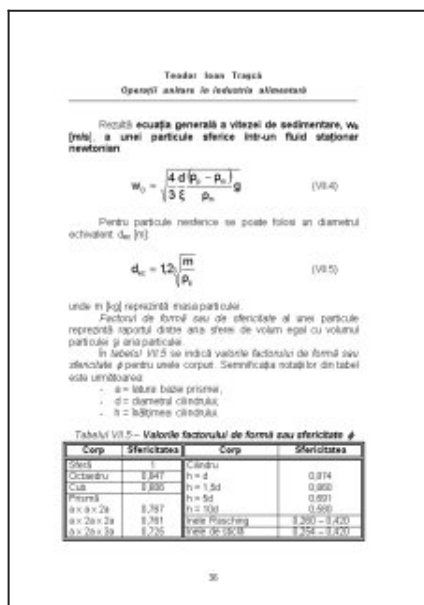 Teodor Ioan Trașcă
Operații unitare în industria alimentară
Rezultă ecuația generală a vitezei de sedimentare, w₀
[m/s], a unei particule sferice într-un fluid staționar
newtonian:
w₀ = √(4/3 d/ξ (ρₚ − ρₘ)/ρₘ g) (VII.4)
Pentru particule nesferice se poate folosi un diametrul
echivalent dₑc [m]:
dₑc = 1,2∛(m/ρₚ) (VII.5)
unde m [kg] reprezintă masa particulei.
Factorul de formă sau de sfericitate al unei particule
reprezintă raportul dintre aria sferei de volum egal cu volumul
particulei și aria particulei.
În tabelul VII.5 se indică valorile factorului de formă sau
sfericitate ϕ pentru unele corpuri. Semnificația notațiilor din tabel
este următoarea:
- a = latura bazei prismei,
- d = diametrul cilindrului;
- h = înălțimea cilindrului.
Tabelul VII.5 – Valorile factorului de formă sau sfericitate ϕ
Corp Sfericitatea Corp Sfericitatea
Sferă 1 Cilindru
Octaedru 0,847 h = d 0,874
Cub 0,806 h = 1,5d 0,860
Prismă h = 5d 0,691
a x a x 2a 0,767 h = 10d 0,580
a x 2a x 2a 0,761 Inele Rasching 0,260 – 0,420
a x 2a x 3a 0,725 Inele de sticlă 0,254 – 0,420
36